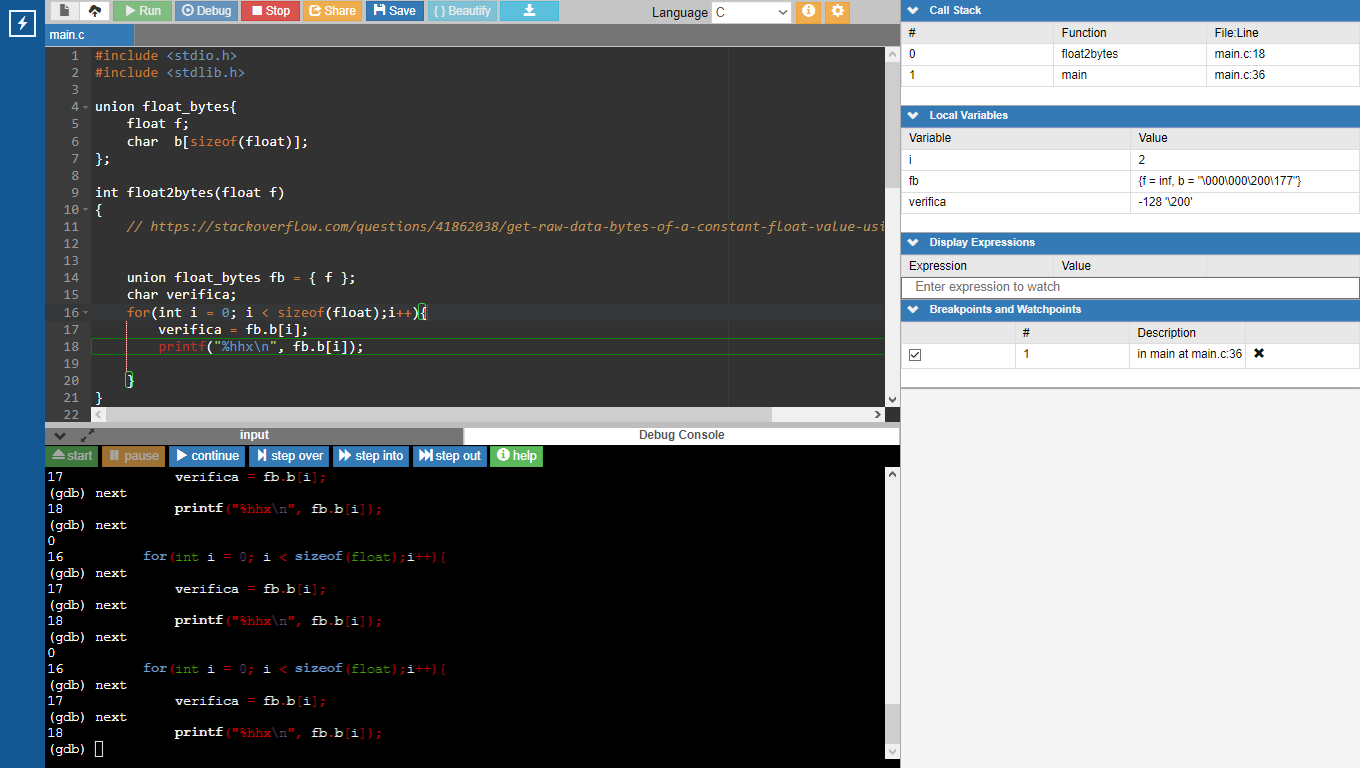 Run Debug Stop Share Save { } Beautify Language C
main.c
1 #include <stdio.h>
2 #include <stdlib.h>
3
4 union float_bytes{
5 float f;
6 char b[sizeof(float)];
7 };
8
9 int float2bytes(float f)
10 {
11 // https://stackoverflow.com/questions/41862038/get-raw-data-bytes-of-a-constant-float-value-usi
12
13
14 union float_bytes fb = { f };
15 char verifica;
16 for(int i = 0; i < sizeof(float);i++){
17 verifica = fb.b[i];
18 printf("%hhx\n", fb.b[i]);
19
20 }
21 }
22
input Debug Console
start pause continue step over step into step out help
17 verifica = fb.b[i];
(gdb) next
18 printf("%hhx\n", fb.b[i]);
(gdb) next
0
16 for(int i = 0; i < sizeof(float);i++){
(gdb) next
17 verifica = fb.b[i];
(gdb) next
18 printf("%hhx\n", fb.b[i]);
(gdb) next
0
16 for(int i = 0; i < sizeof(float);i++){
(gdb) next
17 verifica = fb.b[i];
(gdb) next
18 printf("%hhx\n", fb.b[i]);
(gdb)
Call Stack
# Function File:Line
0 float2bytes main.c:18
1 main main.c:36
Local Variables
Variable Value
i 2
fb {f = inf, b = "\000\000\200\177"}
verifica -128 '\200'
Display Expressions
Expression Value
Enter expression to watch
Breakpoints and Watchpoints
# Description
1 in main at main.c:36